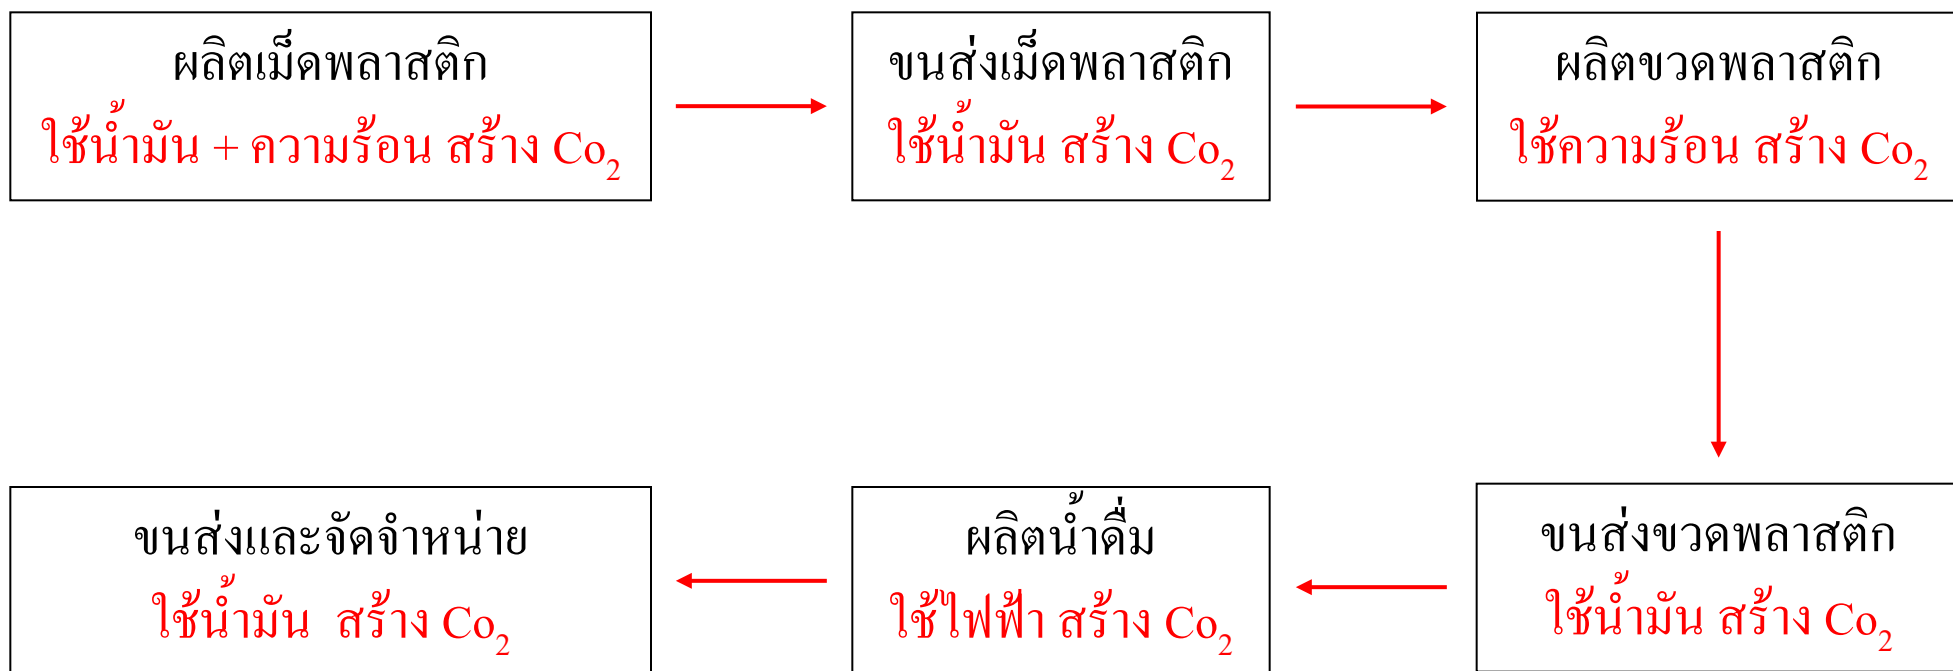 ผลิตเม็ดพลาสติก
ใช้น้ำมัน + ความร้อน สร้าง Co₂
ขนส่งเม็ดพลาสติก
ใช้น้ำมัน สร้าง Co₂
ผลิตขวดพลาสติก
ใช้ความร้อน สร้าง Co₂
ขนส่งขวดพลาสติก
ใช้น้ำมัน สร้าง Co₂
ผลิตน้ำดื่ม
ใช้ไฟฟ้า สร้าง Co₂
ขนส่งและจัดจำหน่าย
ใช้น้ำมัน สร้าง Co₂